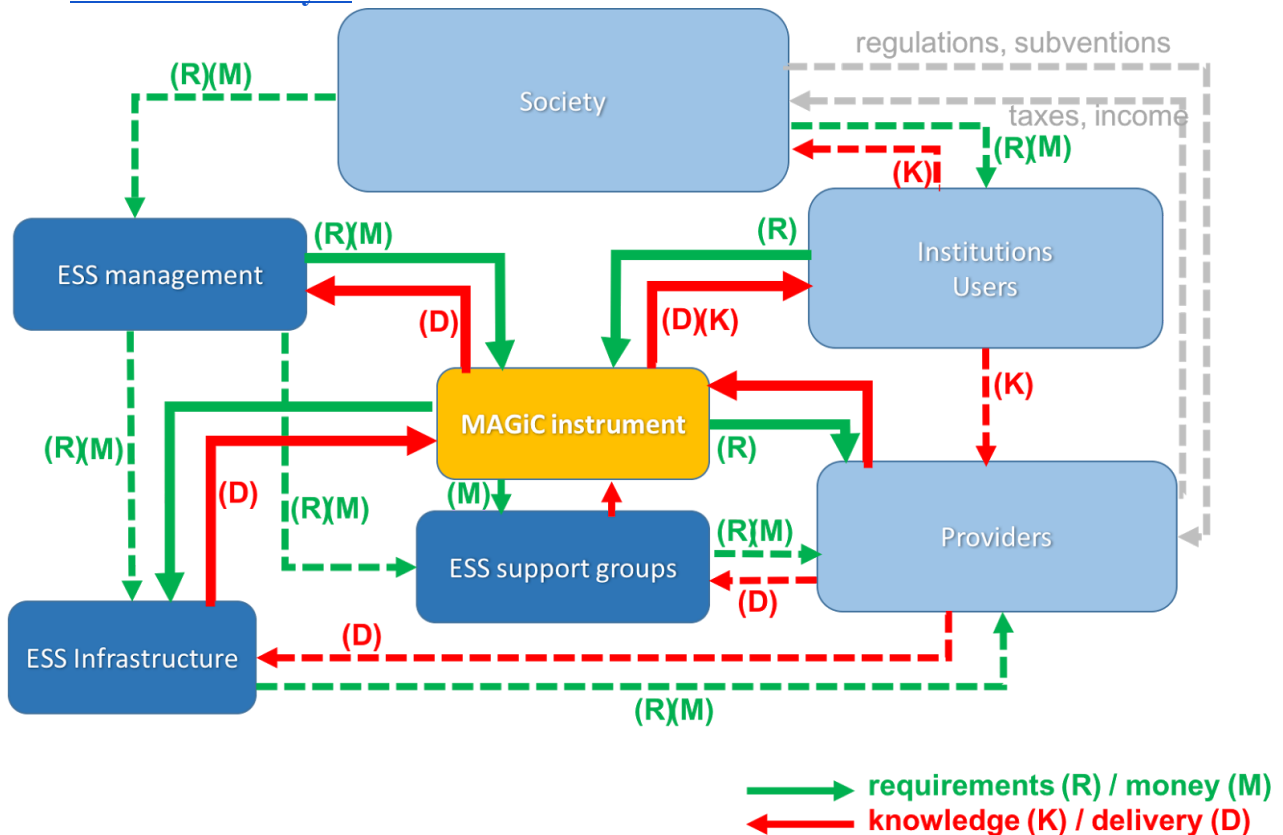 regulations, subventions
(R)(M)
Society
taxes, income
(R)(M)
(K)
(R)(M)
(R)
ESS management
Institutions
Users
(D)
(D)(K)
(K)
MAGiC instrument
(R)
(R)(M)
(D)
(M)
(R)(M)
(R)(M)
Providers
ESS support groups
(D)
(D)
ESS Infrastructure
(R)(M)
requirements (R) / money (M)
knowledge (K) / delivery (D)